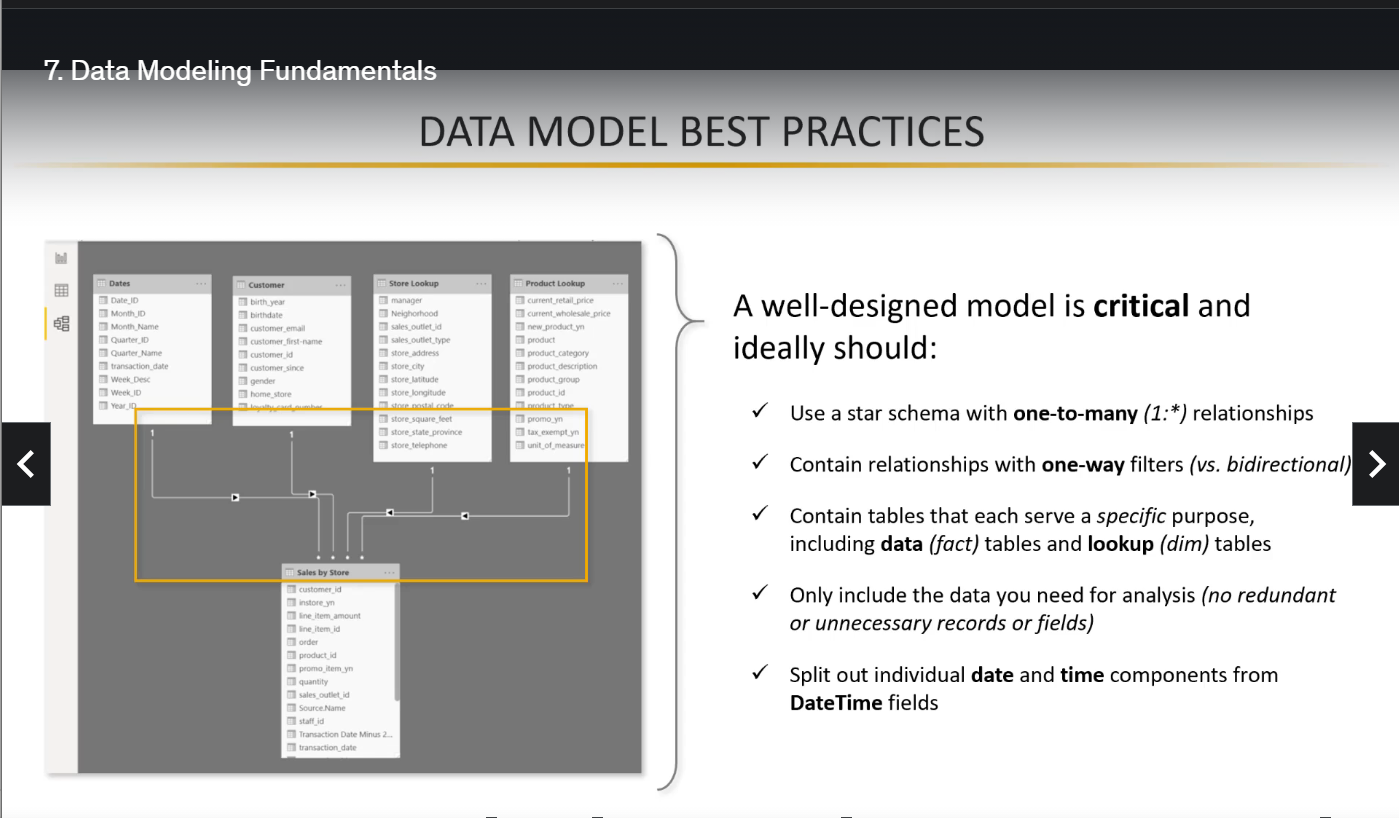 7. Data Modeling Fundamentals
DATA MODEL BEST PRACTICES
Dates
Date_ID
Month_ID
Month_Name
Quarter_ID
Quarter_Name
transaction_date
Week_Desc
Week_ID
Year_ID
1
Customer
birth_year
birthdate
customer_email
customer_first-name
customer_id
customer_since
gender
home_store
loyalty_card_number
1
Store Lookup
manager
Neighorhood
sales_outlet_id
sales_outlet_type
store_address
store_city
store_latitude
store_longitude
store_postal_code
store_square_feet
store_state_province
store_telephone
1
Product Lookup
current_retail_price
current_wholesale_price
new_product_yn
product
product_category
product_description
product_group
product_id
product_type
promo_yn
tax_exempt_yn
unit_of_measure
1
* * * *
Sales by Store
customer_id
instore_yn
line_item_amount
line_item_id
order
product_id
promo_item_yn
quantity
sales_outlet_id
Source.Name
staff_id
Transaction Date Minus 2...
transaction_date
A well-designed model is critical and
ideally should:
✓ Use a star schema with one-to-many (1:*) relationships
✓ Contain relationships with one-way filters (vs. bidirectional)
✓ Contain tables that each serve a specific purpose,
including data (fact) tables and lookup (dim) tables
✓ Only include the data you need for analysis (no redundant
or unnecessary records or fields)
✓ Split out individual date and time components from
DateTime fields